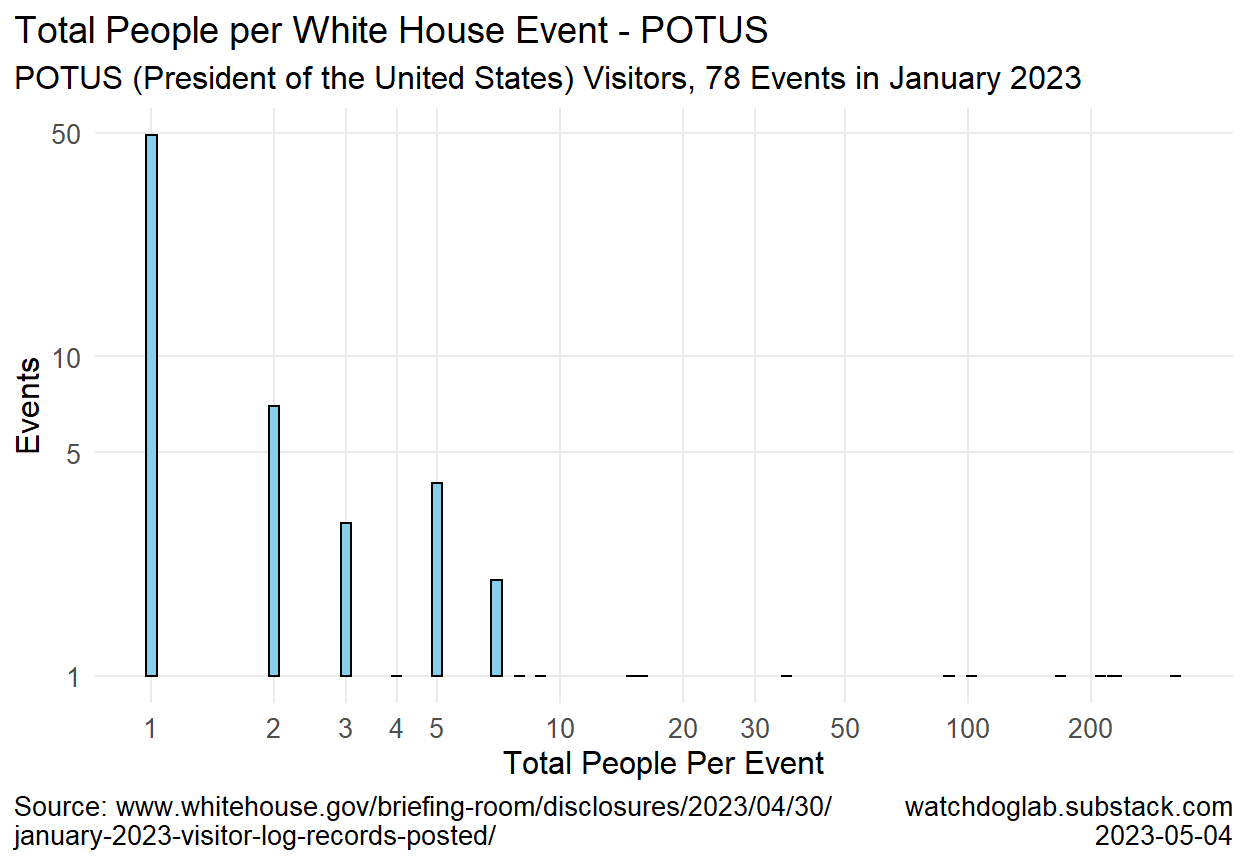 Total People per White House Event - POTUS
POTUS (President of the United States) Visitors, 78 Events in January 2023
50
10
5
1
Events
1 2 3 4 5 10 20 30 50 100 200
Total People Per Event
Source: www.whitehouse.gov/briefing-room/disclosures/2023/04/30/
january-2023-visitor-log-records-posted/
watchdoglab.substack.com
2023-05-04